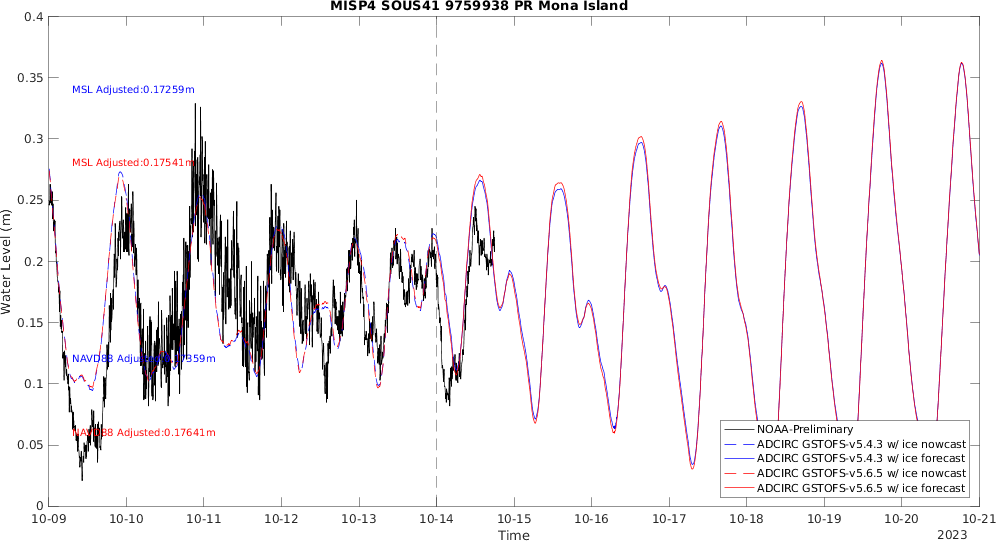 MISP4 SOUS41 9759938 PR Mona Island
0.4
0.35
0.3
0.25
0.2
0.15
0.1
0.05
0
Water Level (m)
MSL Adjusted:0.17259m
MSL Adjusted:0.17541m
NAVD88 Adjusted:0.17359m
NAVD88 Adjusted:0.17641m
NOAA-Preliminary
ADCIRC GSTOFS-v5.4.3 w/ ice nowcast
ADCIRC GSTOFS-v5.4.3 w/ ice forecast
ADCIRC GSTOFS-v5.6.5 w/ ice nowcast
ADCIRC GSTOFS-v5.6.5 w/ ice forecast
10-09 10-10 10-11 10-12 10-13 10-14 10-15 10-16 10-17 10-18 10-19 10-20 10-21
Time
2023